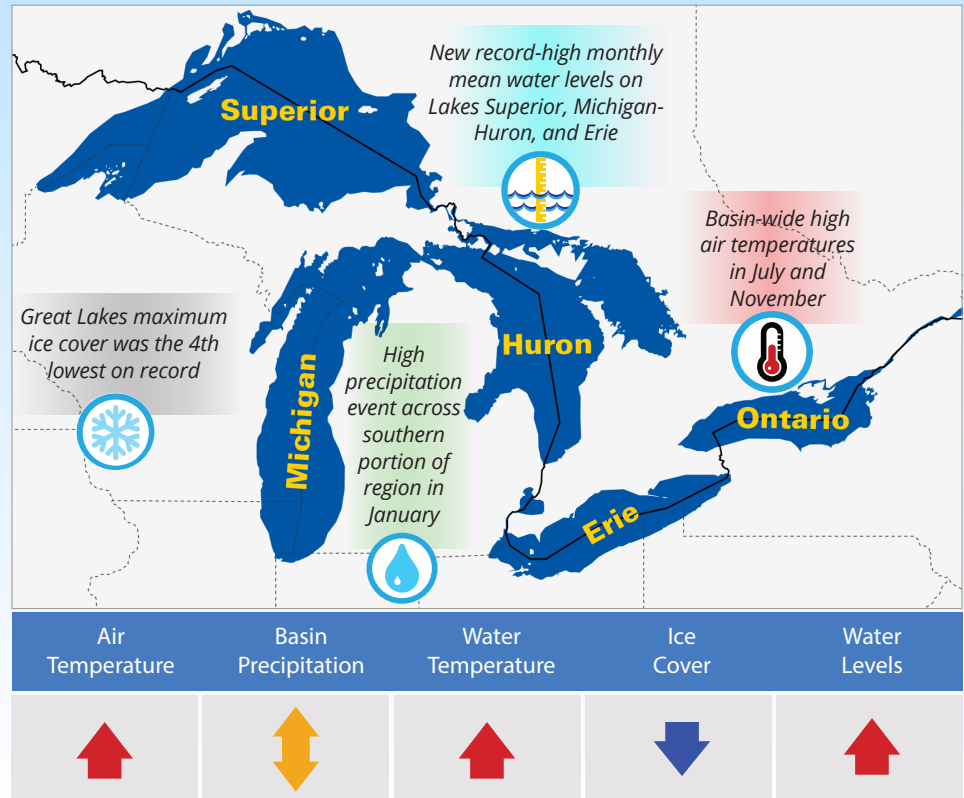 New record-high monthly
mean water levels on
Lakes Superior, Michigan-
Huron, and Erie
Superior
Basin-wide high
air temperatures
in July and
November
Great Lakes maximum
ice cover was the 4th
lowest on record
Michigan
High
precipitation
event across
southern
portion of
region in
January
Huron
Ontario
Erie
Air
Temperature
Basin
Precipitation
Water
Temperature
Ice
Cover
Water
Levels